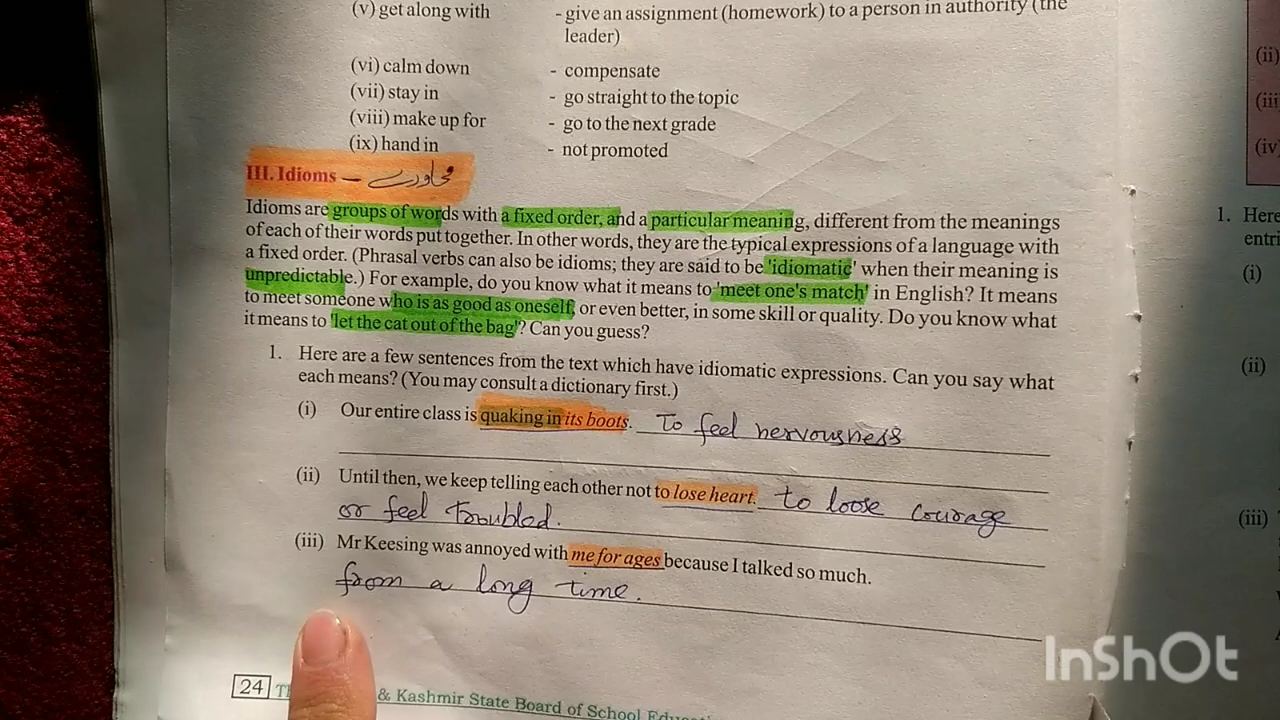 (v) get along with - give an assignment (homework) to a person in authority (the
leader)
(vi) calm down - compensate
(vii) stay in - go straight to the topic
(viii) make up for - go to the next grade
(ix) hand in - not promoted
III. Idioms — محاورے
Idioms are groups of words with a fixed order, and a particular meaning, different from the meanings
of each of their words put together. In other words, they are the typical expressions of a language with
a fixed order. (Phrasal verbs can also be idioms; they are said to be 'idiomatic' when their meaning is
unpredictable.) For example, do you know what it means to 'meet one's match' in English? It means
to meet someone who is as good as oneself, or even better, in some skill or quality. Do you know what
it means to 'let the cat out of the bag'? Can you guess?
1. Here are a few sentences from the text which have idiomatic expressions. Can you say what
each means? (You may consult a dictionary first.)
(i) Our entire class is quaking in its boots. To feel nervousness
(ii) Until then, we keep telling each other not to lose heart. to loose courage
or feel troubled.
(iii) Mr Keesing was annoyed with me for ages because I talked so much.
from a long time.
24 & Kashmir State Board of School
1. Here
entri
(i)
(ii)
(iii)
(ii)
(iii
(iv)
InShOt